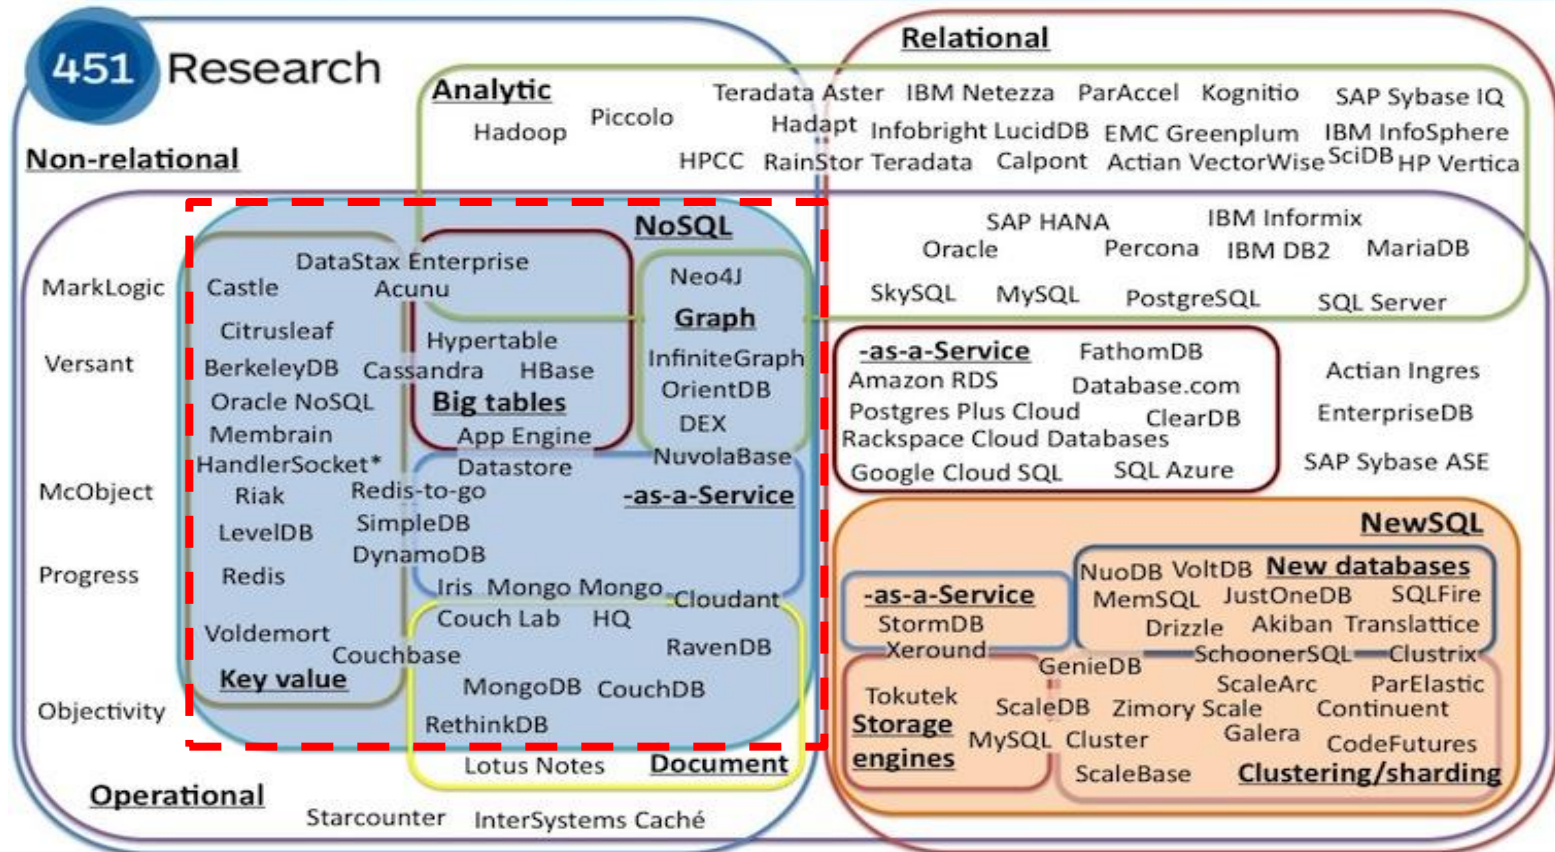 451 Research
Relational
Analytic
Teradata Aster IBM Netezza ParAccel Kognitio SAP Sybase IQ
Hadoop Piccolo Hadapt Infobright LucidDB EMC Greenplum IBM InfoSphere
Non-relational
HPCC RainStor Teradata Calpont Actian VectorWise SciDB HP Vertica
NoSQL
SAP HANA IBM Informix
Oracle Percona IBM DB2 MariaDB
SkySQL MySQL PostgreSQL SQL Server
DataStax Enterprise
MarkLogic Castle Acunu Neo4J
Graph
Citrusleaf Hypertable
Versant BerkeleyDB Cassandra HBase InfiniteGraph
Oracle NoSQL Big tables OrientDB
Membrain App Engine DEX
HandlerSocket* Datastore NuvolaBase
McObject Riak Redis-to-go -as-a-Service
LevelDB SimpleDB
DynamoDB
Progress Redis Iris Mongo Mongo Cloudant
Couch Lab HQ
Voldemort RavenDB
Couchbase
Key value MongoDB CouchDB
Objectivity RethinkDB
Lotus Notes Document
Operational
Starcounter InterSystems Caché
-as-a-Service FathomDB
Amazon RDS Database.com
Postgres Plus Cloud ClearDB
Rackspace Cloud Databases
Google Cloud SQL SQL Azure
Actian Ingres
EnterpriseDB
SAP Sybase ASE
NewSQL
NuoDB VoltDB New databases
-as-a-Service MemSQL JustOneDB SQLFire
StormDB Drizzle Akiban Translattice
Xeround GenieDB SchoonerSQL Clustrix
Tokutek ScaleArc ParElastic
ScaleDB Zimory Scale Continuent
Storage MySQL Cluster Galera CodeFutures
engines ScaleBase Clustering/sharding